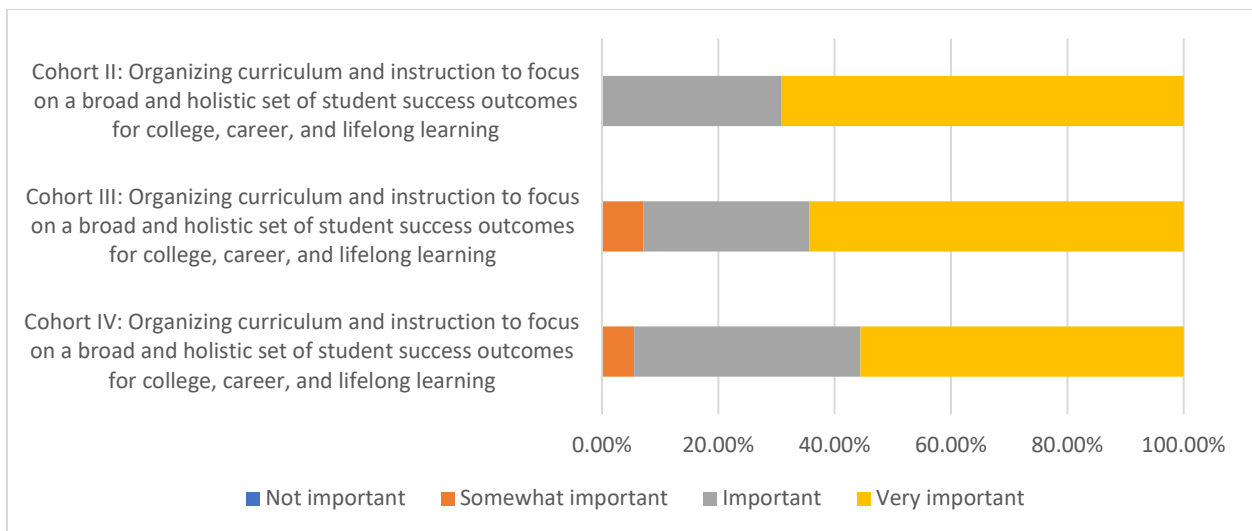 Cohort II: Organizing curriculum and instruction to focus
on a broad and holistic set of student success outcomes
for college, career, and lifelong learning
Cohort III: Organizing curriculum and instruction to focus
on a broad and holistic set of student success outcomes
for college, career, and lifelong learning
Cohort IV: Organizing curriculum and instruction to focus
on a broad and holistic set of student success outcomes
for college, career, and lifelong learning
0.00% 20.00% 40.00% 60.00% 80.00% 100.00%
Not important Somewhat important Important Very important